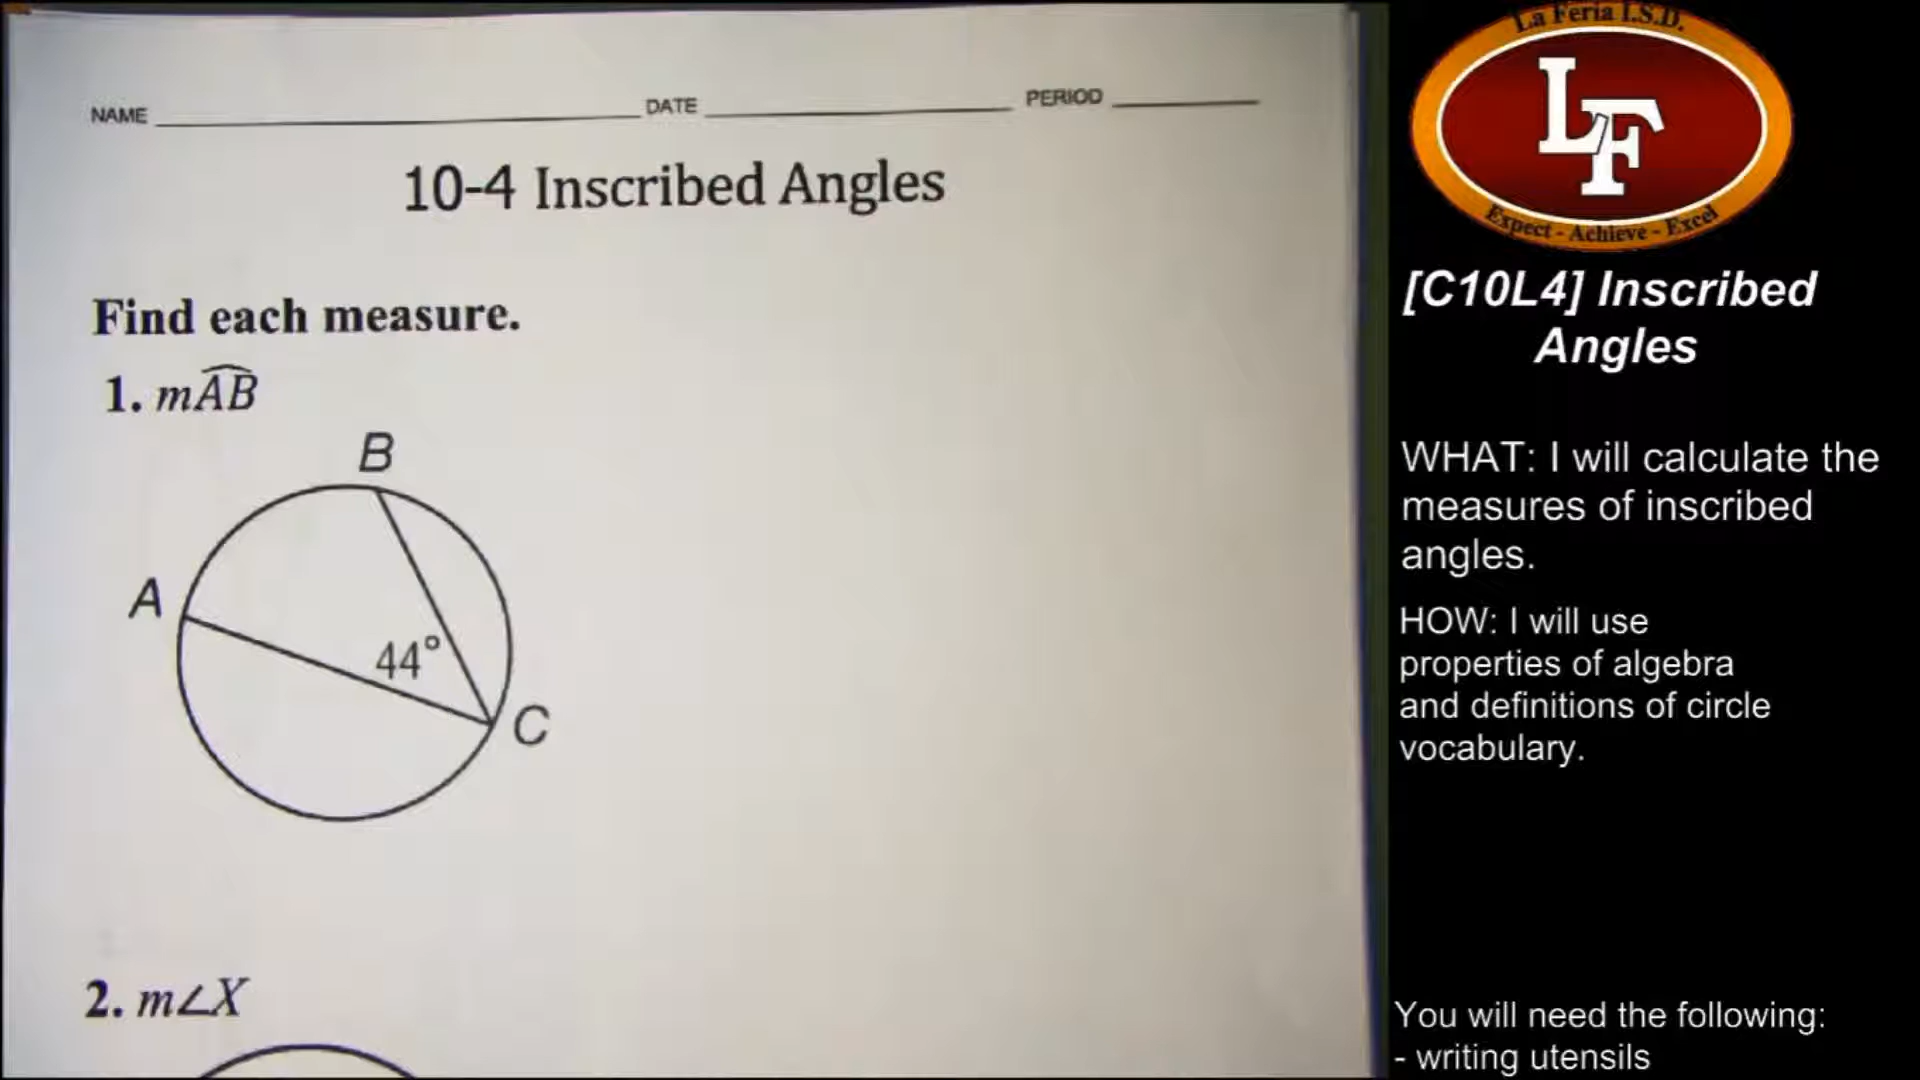 NAME DATE PERIOD
10-4 Inscribed Angles
Find each measure.
1. mAB
B
A
44°
C
2. m∠X
La Feria I.S.D.
LF
Expect - Achieve - Excel
[C10L4] Inscribed
Angles
WHAT: I will calculate the
measures of inscribed
angles.
HOW: I will use
properties of algebra
and definitions of circle
vocabulary.
You will need the following:
- writing utensils